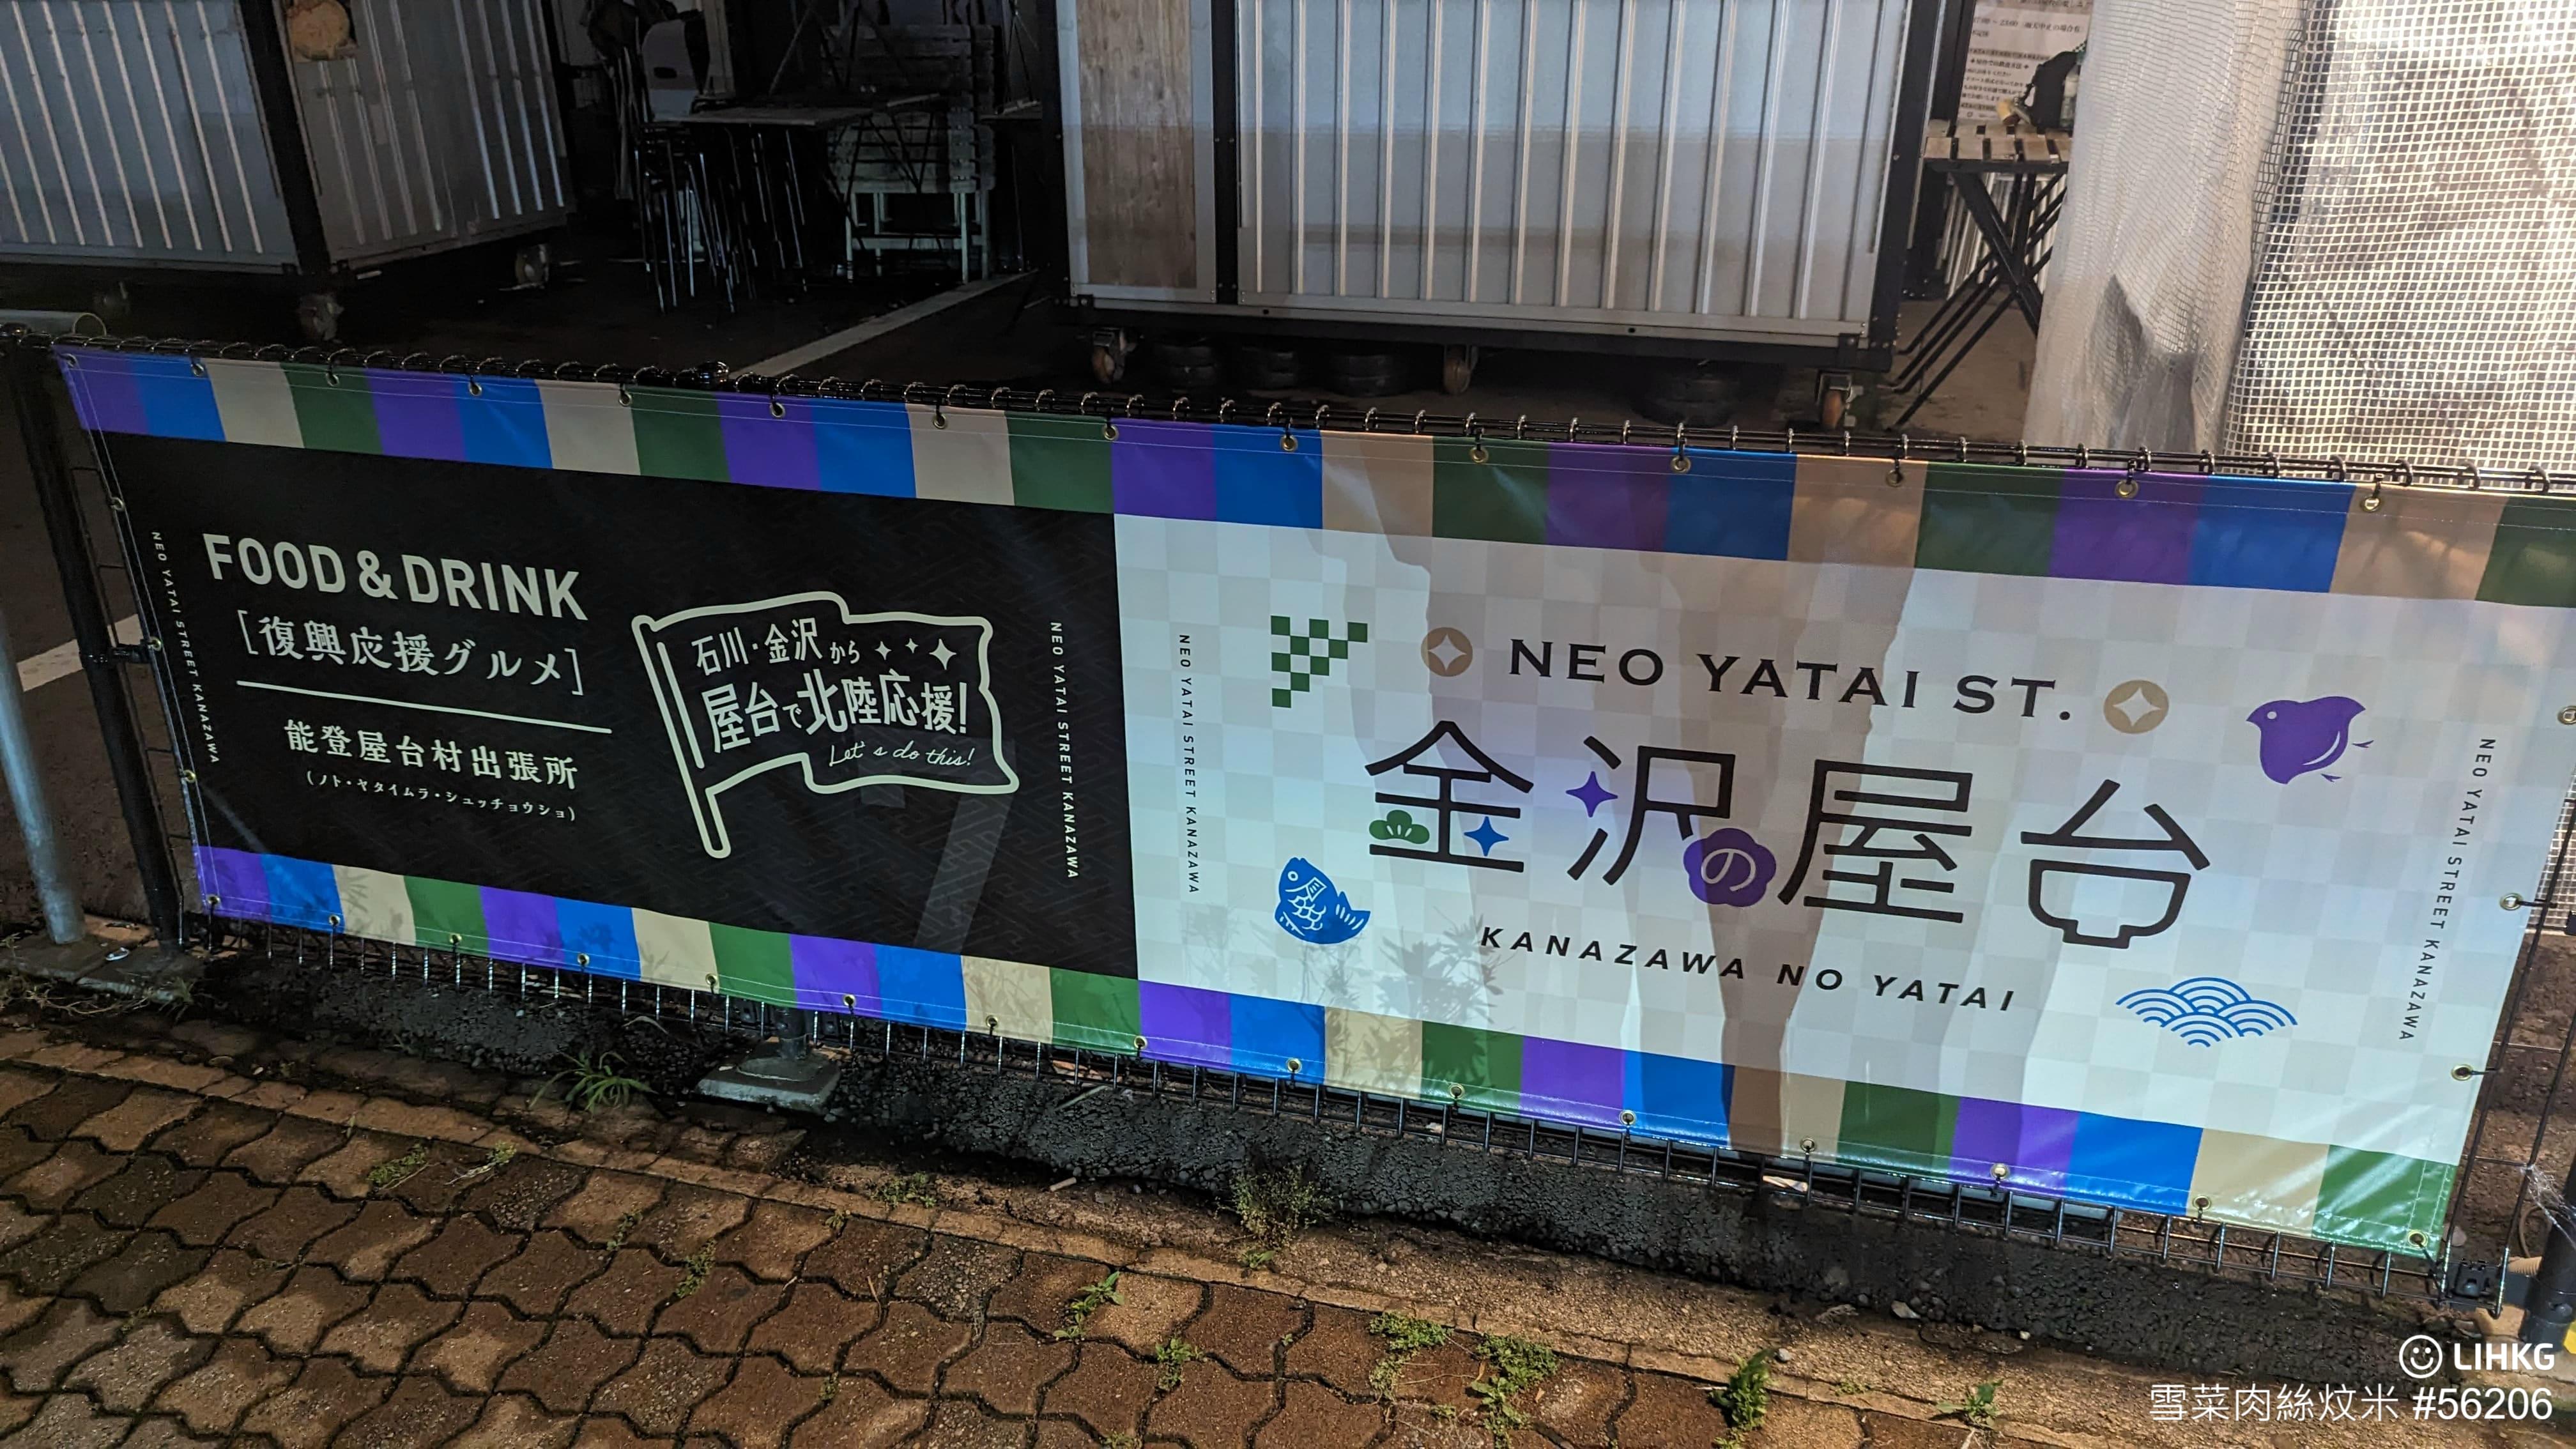 FOOD & DRINK
[復興応援グルメ]
能登屋台村出張所
(ノト・ヤタイムラ・シュッチョウショ)
石川・金沢から
屋台で北陸応援!
Let's do this!
NEO YATAI STREET KANAZAWA
NEO YATAI STREET KANAZAWA
NEO YATAI STREET KANAZAWA
NEO YATAI ST.
金沢の屋台
KANAZAWA NO YATAI
NEO YATAI STREET KANAZAWA
LIHKG
雪菜肉絲炆米 #56206